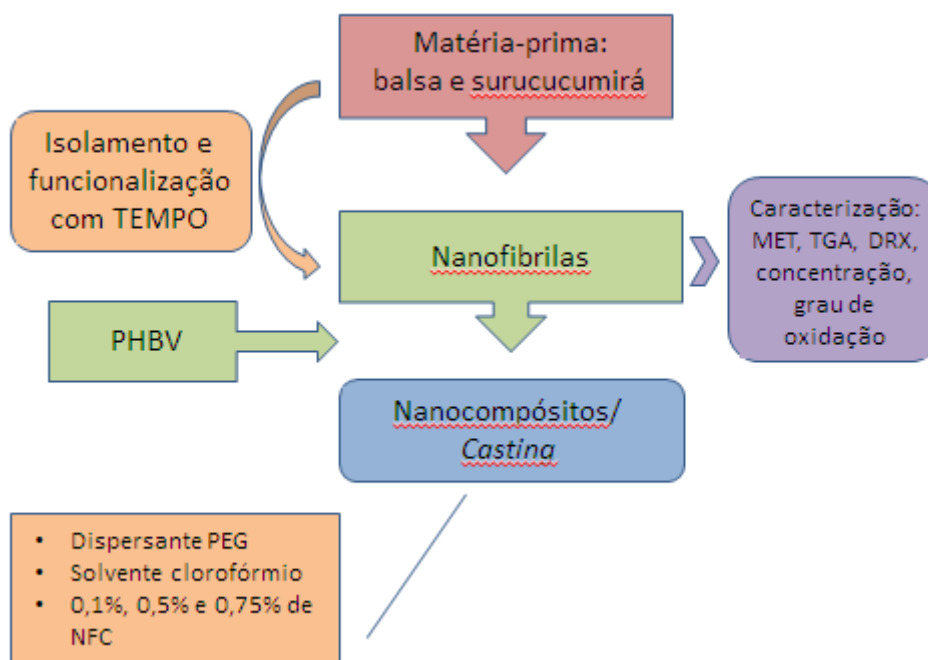 Matéria-prima:
balsa e surucucumirá
Isolamento e
funcionalização
com TEMPO
Nanofibrilas
Caracterização:
MET, TGA, DRX,
concentração,
grau de
oxidação
PHBV
Nanocompósitos/
Casting
• Dispersante PEG
• Solvente clorofórmio
• 0,1%, 0,5% e 0,75% de
NFC